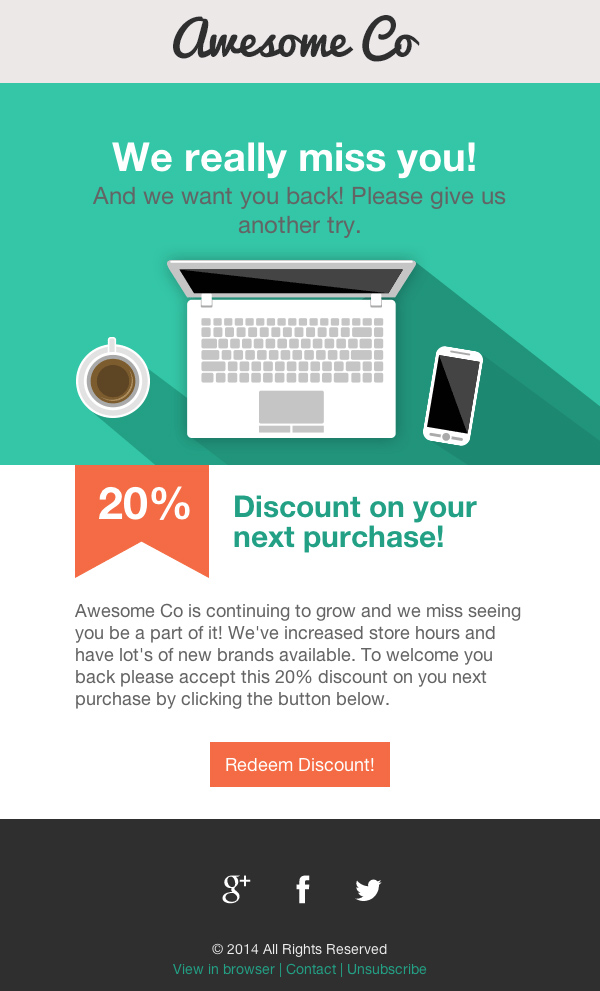 Awesome Co
We really miss you!
And we want you back! Please give us
another try.
20%
Discount on your
next purchase!
Awesome Co is continuing to grow and we miss seeing
you be a part of it! We've increased store hours and
have lot's of new brands available. To welcome you
back please accept this 20% discount on you next
purchase by clicking the button below.
Redeem Discount!
g+ f
© 2014 All Rights Reserved
View in browser | Contact | Unsubscribe